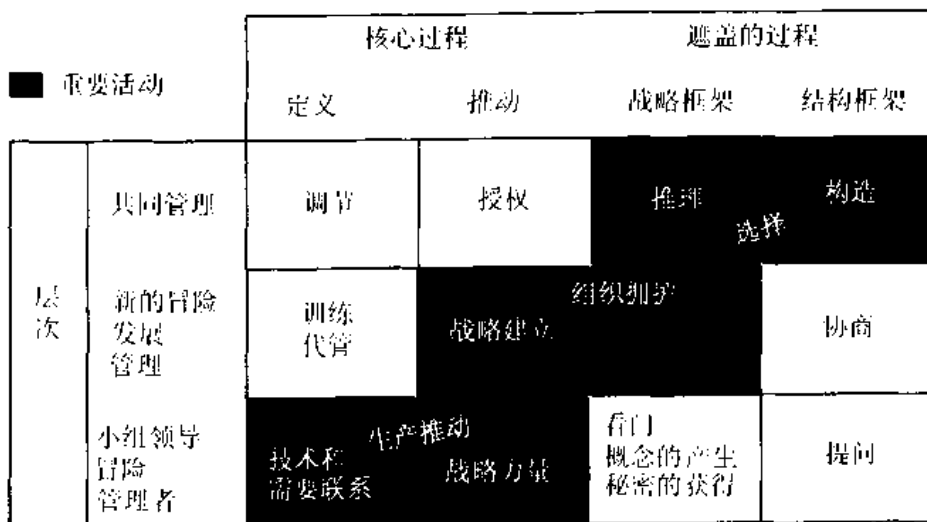 核心过程 遮盖的过程
重要活动
定义 推动 战略框架 结构框架
层次
共同管理 调节 授权 推理 构造
选择
新的冒险
发展
管理
训练
代管
战略建立
组织拥护
协商
小组领导
冒险
管理者
生产推动
技术和
需要联系
战略力量
看门
概念的产生
秘密的获得
提问